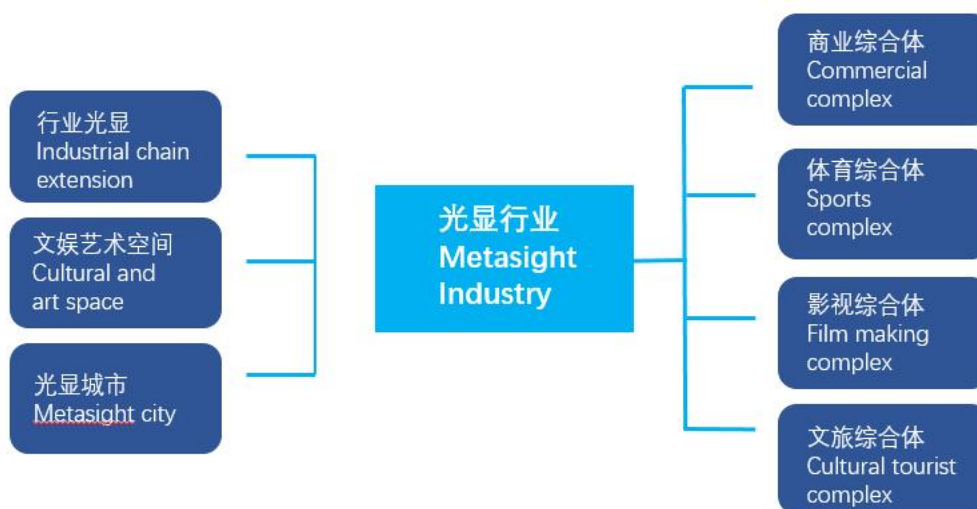 行业光显
Industrial chain
extension
文娱艺术空间
Cultural and
art space
光显城市
Metasight city
光显行业
Metasight
Industry
商业综合体
Commercial
complex
体育综合体
Sports
complex
影视综合体
Film making
complex
文旅综合体
Cultural tourist
complex